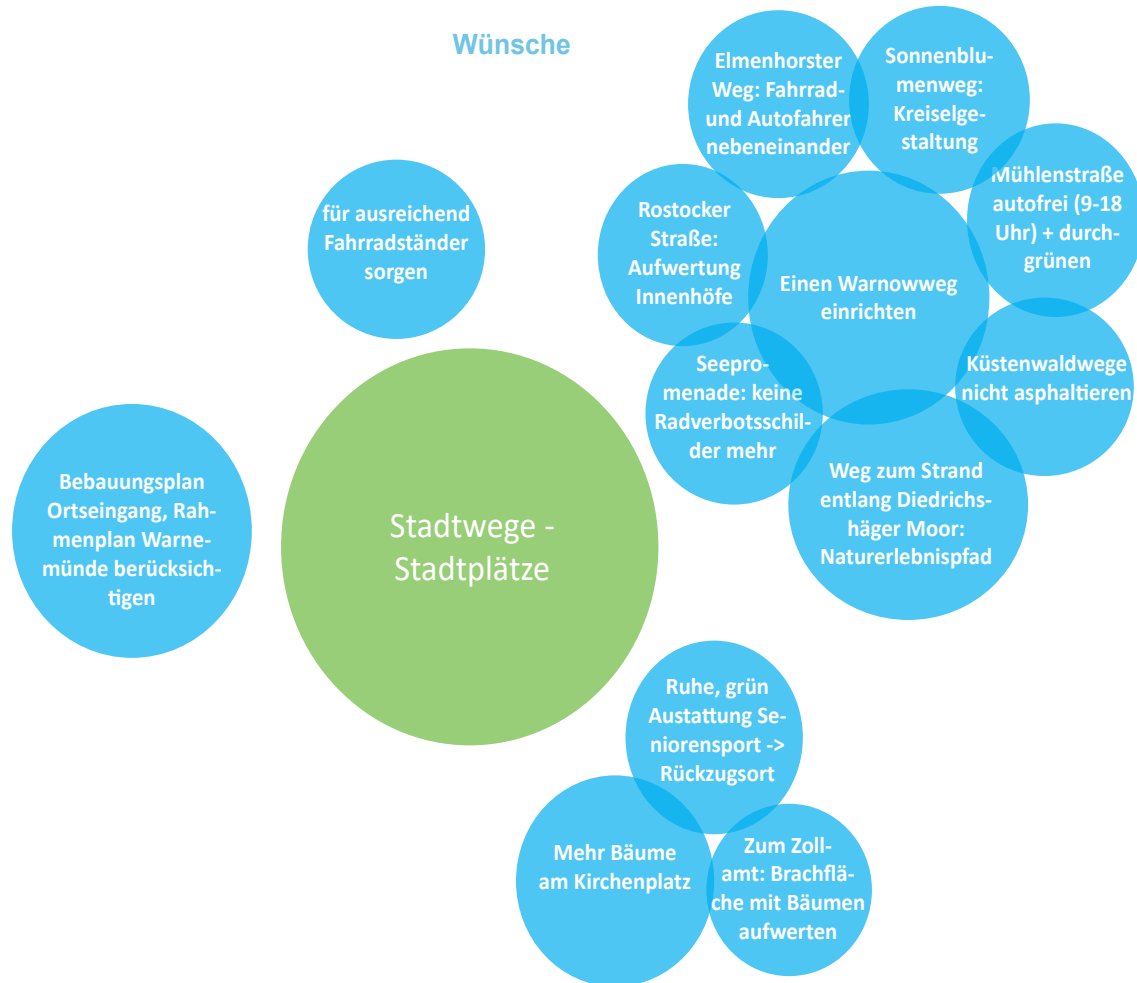 Wünsche
Elmenhorster
Weg: Fahrrad-
und Autofahrer
nebeneinander
Sonnenblu-
menweg:
Kreiselge-
staltung
Mühlenstraße
autofrei (9-18
Uhr) + durch-
grünen
für ausreichend
Fahrradständer
sorgen
Rostocker
Straße:
Aufwertung
Innenhöfe
Einen Warnowweg
einrichten
Seepro-
menade: keine
Radverbotsschil-
der mehr
Küstenwaldwege
nicht asphaltieren
Weg zum Strand
entlang Diedrichs-
häger Moor:
Naturerlebnispfad
Bebauungsplan
Ortseingang, Rah-
menplan Warne-
münde berücksich-
tigen
Stadtwege -
Stadtplätze
Ruhe, grün
Austattung Se-
niorensport ->
Rückzugsort
Mehr Bäume
am Kirchenplatz
Zum Zoll-
amt: Brachflä-
che mit Bäumen
aufwerten